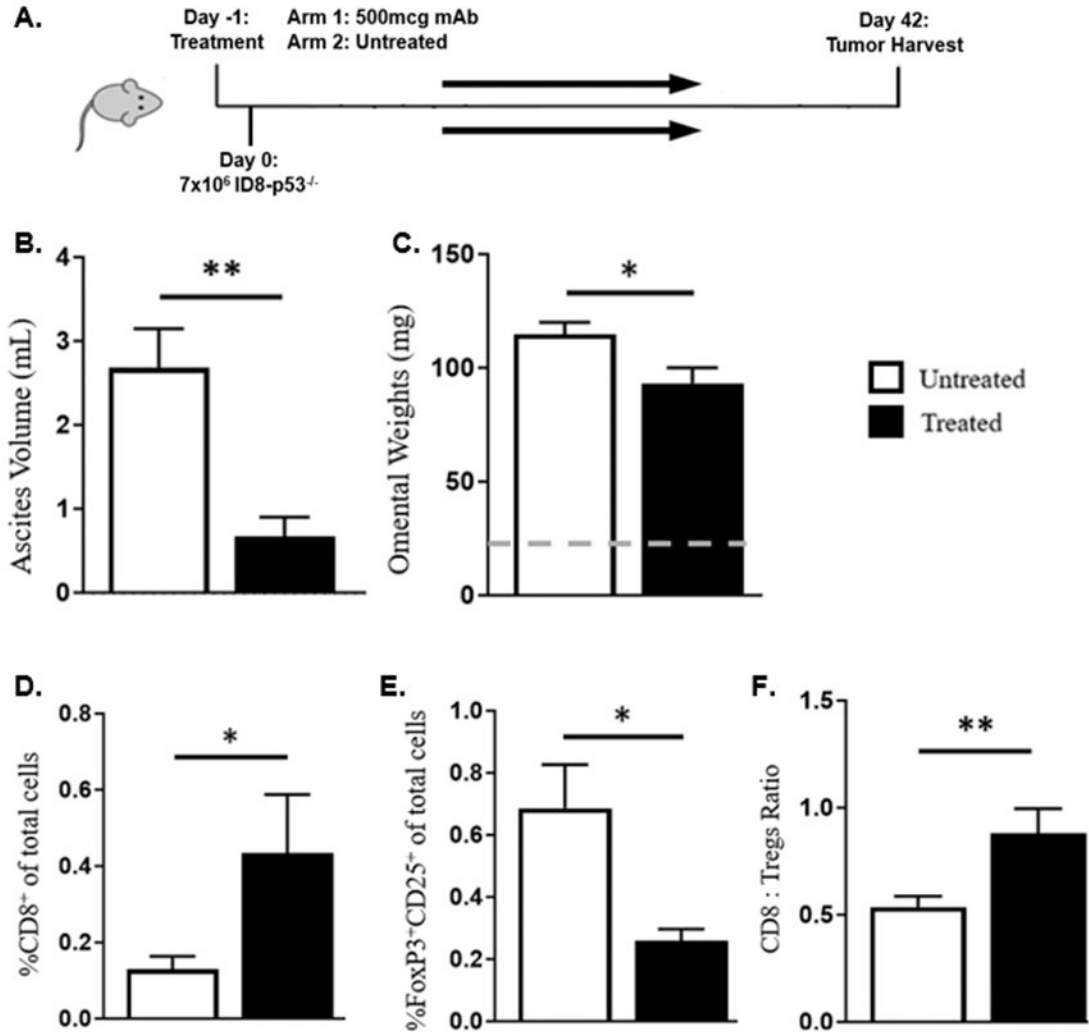 A.
Day -1:
Treatment
Arm 1: 500mcg mAb
Arm 2: Untreated
Day 42:
Tumor Harvest
Day 0:
7x10⁶ ID8-p53⁻/⁻
B.
4
3
2
1
0
Ascites Volume (mL)
**
C.
150
100
50
0
Omental Weights (mg)
*
Untreated
Treated
D.
0.8
0.6
0.4
0.2
0.0
%CD8⁺ of total cells
*
E.
1.0
0.8
0.6
0.4
0.2
0.0
%FoxP3⁺CD25⁺ of total cells
*
F.
1.5
1.0
0.5
0.0
CD8 : Tregs Ratio
**